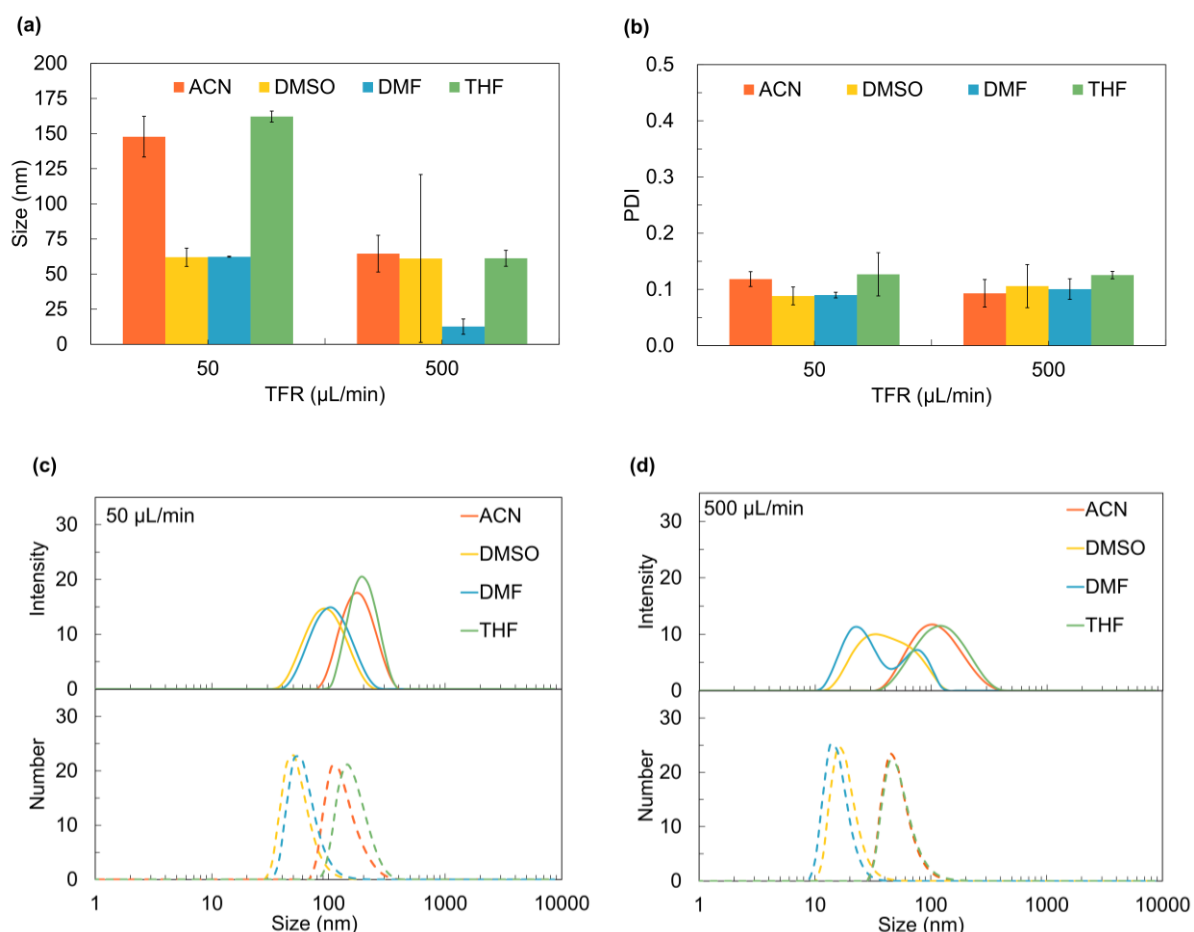 (a)
200
175
150
125
100
75
50
25
0
Size (nm)
ACN DMSO DMF THF
50 500
TFR (µL/min)
(b)
0.5
0.4
0.3
0.2
0.1
0.0
PDI
ACN DMSO DMF THF
50 500
TFR (µL/min)
(c)
50 µL/min
30
20
10
0
Intensity
ACN
DMSO
DMF
THF
30
20
10
0
Number
1 10 100 1000 10000
Size (nm)
(d)
500 µL/min
30
20
10
0
Intensity
ACN
DMSO
DMF
THF
30
20
10
0
Number
1 10 100 1000 10000
Size (nm)